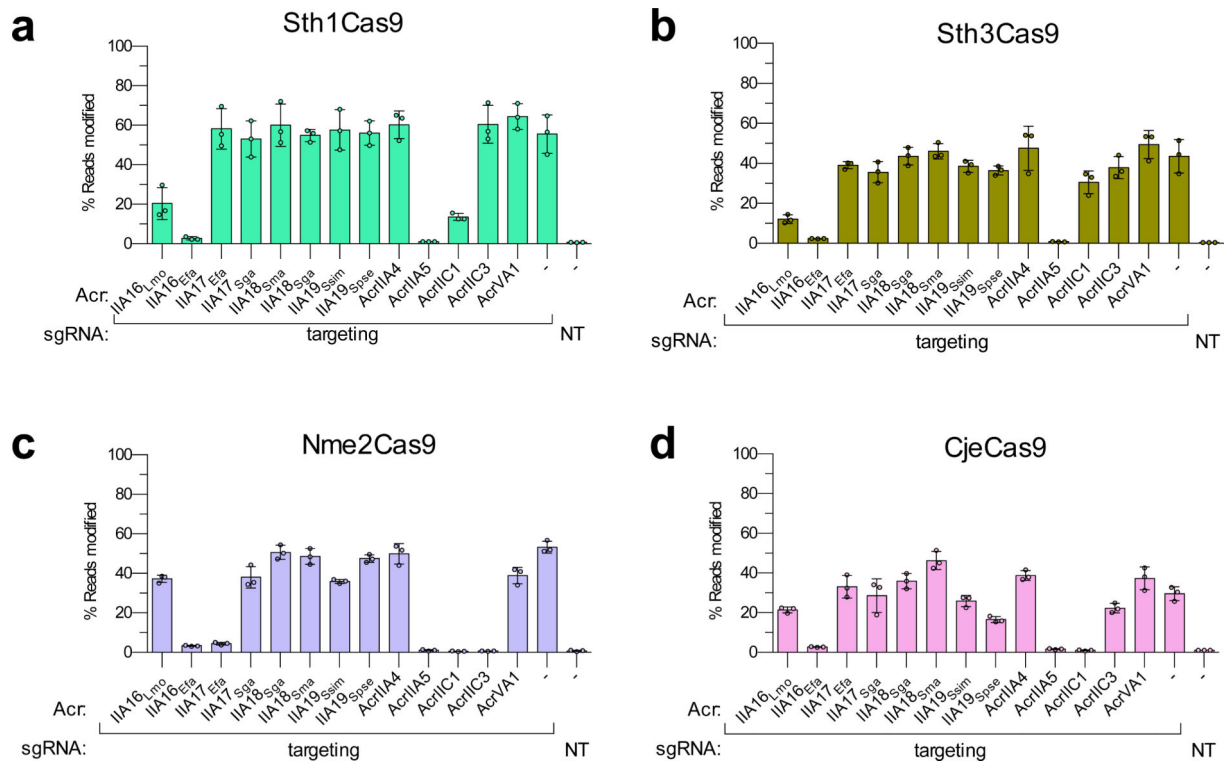 a
Sth1Cas9
% Reads modified
100
80
60
40
20
0
Acr:
IIA16Lmo
IIA16Efa
IIA17Efa
IIA17Sga
IIA18Sma
IIA18Sga
IIA19Ssim
IIA19Spse
AcrIIA4
AcrIIA5
AcrIIC1
AcrIIC3
AcrVA1
-
-
sgRNA:
targeting
NT
b
Sth3Cas9
% Reads modified
100
80
60
40
20
0
Acr:
IIA16Lmo
IIA16Efa
IIA17Efa
IIA17Sga
IIA18Sga
IIA18Sma
IIA19Ssim
IIA19Spse
AcrIIA4
AcrIIA5
AcrIIC1
AcrIIC3
AcrVA1
-
-
sgRNA:
targeting
NT
c
Nme2Cas9
% Reads modified
100
80
60
40
20
0
Acr:
IIA16Lmo
IIA16Efa
IIA17Efa
IIA17Sga
IIA18Sga
IIA18Sma
IIA19Ssim
IIA19Spse
AcrIIA4
AcrIIA5
AcrIIC1
AcrIIC3
AcrVA1
-
-
sgRNA:
targeting
NT
d
CjeCas9
% Reads modified
100
80
60
40
20
0
Acr:
IIA16Lmo
IIA16Efa
IIA17Efa
IIA17Sga
IIA18Sga
IIA18Sma
IIA19Ssim
IIA19Spse
AcrIIA4
AcrIIA5
AcrIIC1
AcrIIC3
AcrVA1
-
-
sgRNA:
targeting
NT